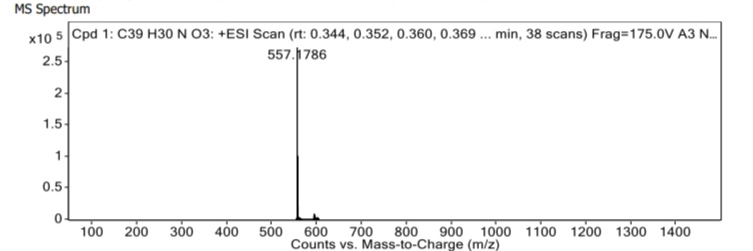 MS Spectrum
x10 5 Cpd 1: C39 H30 N O3: +ESI Scan (rt: 0.344, 0.352, 0.360, 0.369 ... min, 38 scans) Frag=175.0V A3 N...
557.1786
2.5
2
1.5
1
0.5
0
100 200 300 400 500 600 700 800 900 1000 1100 1200 1300 1400
Counts vs. Mass-to-Charge (m/z)